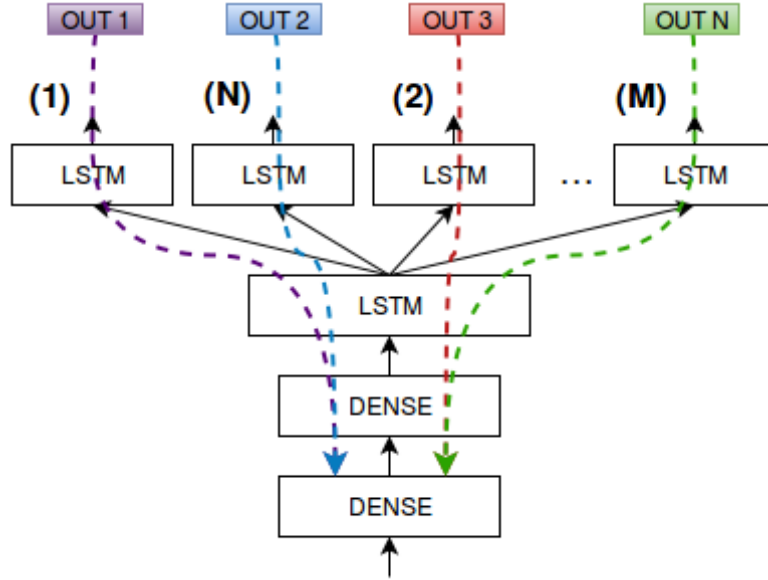 OUT 1 OUT 2 OUT 3 OUT N
(1) (N) (2) (M)
LSTM LSTM LSTM ... LSTM
LSTM
DENSE
DENSE